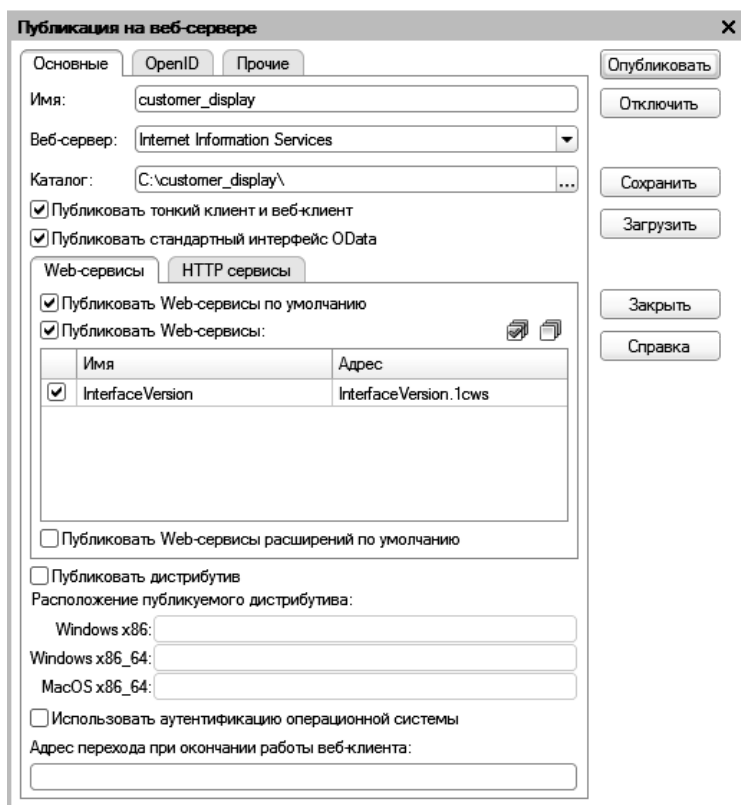 Публикация на веб-сервере
Основные OpenID Прочие
Опубликовать
Имя: customer_display
Отключить
Веб-сервер: Internet Information Services
Каталог: C:\customer_display\ ...
Сохранить
Публиковать тонкий клиент и веб-клиент
Загрузить
Публиковать стандартный интерфейс OData
Web-сервисы HTTP сервисы
Публиковать Web-сервисы по умолчанию
Закрыть
Публиковать Web-сервисы:
Справка
Имя Адрес
InterfaceVersion InterfaceVersion.1cws
Публиковать Web-сервисы расширений по умолчанию
Публиковать дистрибутив
Расположение публикуемого дистрибутива:
Windows x86:
Windows x86_64:
MacOS x86_64:
Использовать аутентификацию операционной системы
Адрес перехода при окончании работы веб-клиента: